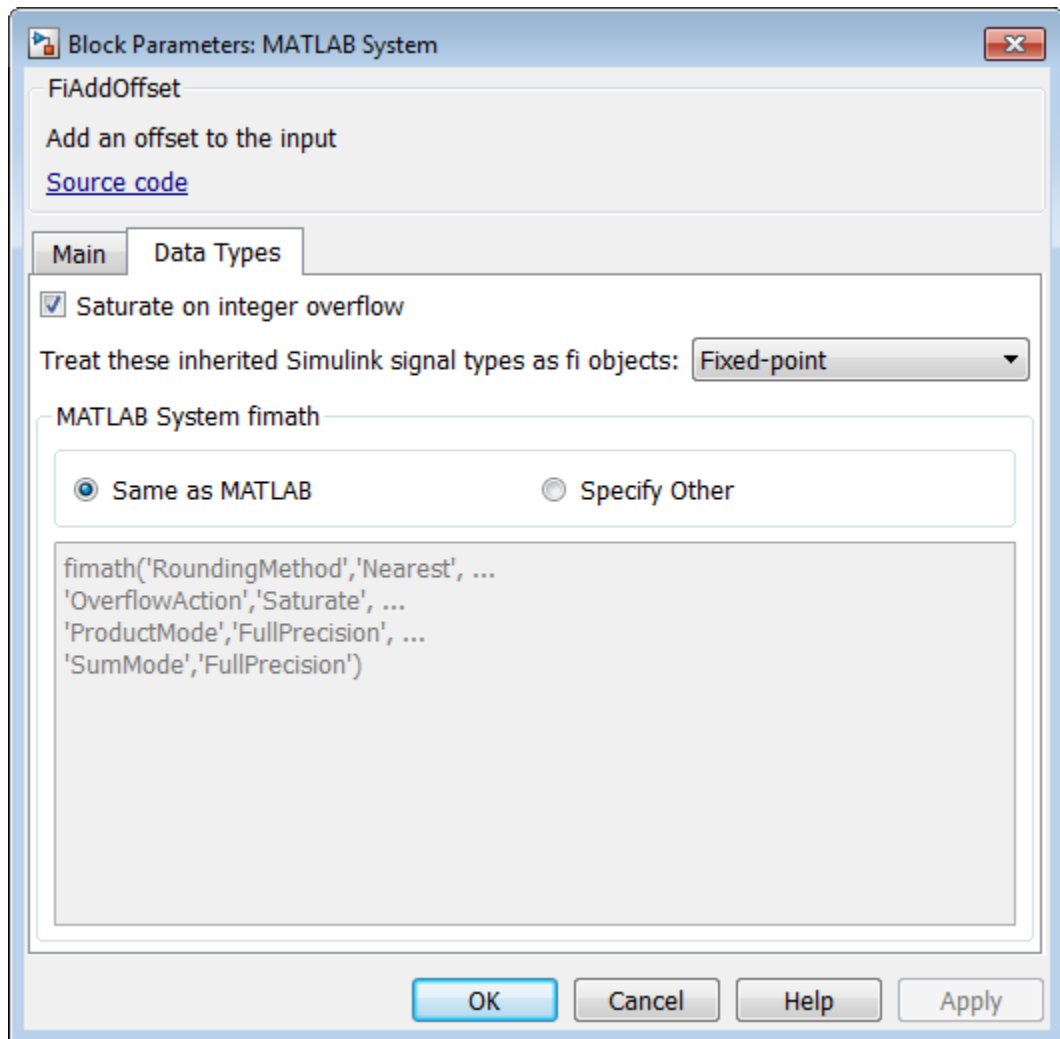 Block Parameters: MATLAB System
FiAddOffset
Add an offset to the input
Source code
Main Data Types
Saturate on integer overflow
Treat these inherited Simulink signal types as fi objects: Fixed-point
MATLAB System fimath
Same as MATLAB Specify Other
fimath('RoundingMethod','Nearest', ...
'OverflowAction','Saturate', ...
'ProductMode','FullPrecision', ...
'SumMode','FullPrecision')
OK Cancel Help Apply